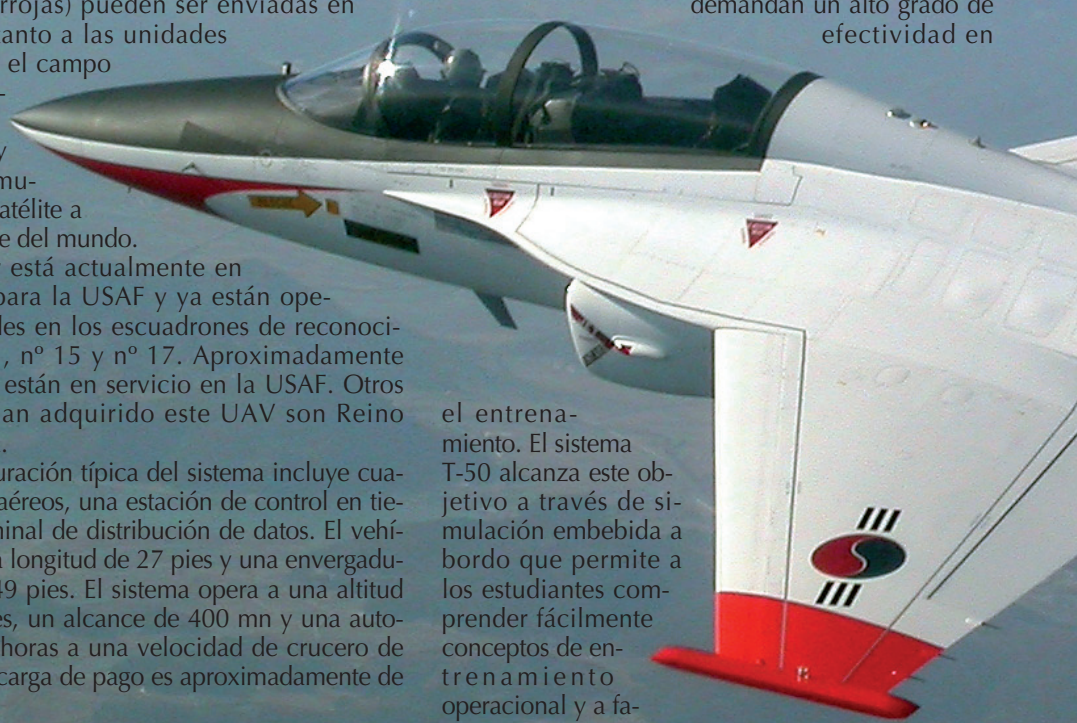 rrojas) pueden ser enviadas en
tanto a las unidades
el campo
-
y
mu-
atélite a
e del mundo.
está actualmente en
para la USAF y ya están ope-
les en los escuadrones de reconoci-
, nº 15 y nº 17. Aproximadamente
están en servicio en la USAF. Otros
an adquirido este UAV son Reino
.
uración típica del sistema incluye cua-
aéreos, una estación de control en tie-
minal de distribución de datos. El vehí-
a longitud de 27 pies y una envergadu-
49 pies. El sistema opera a una altitud
es, un alcance de 400 mn y una auto-
horas a una velocidad de crucero de
carga de pago es aproximadamente de
demandan un alto grado de
efectividad en
el entrena-
miento. El sistema
T-50 alcanza este ob-
jetivo a través de si-
mulación embebida a
bordo que permite a
los estudiantes com-
prender fácilmente
conceptos de en-
trenamiento
operacional y a fa-
RESCUE